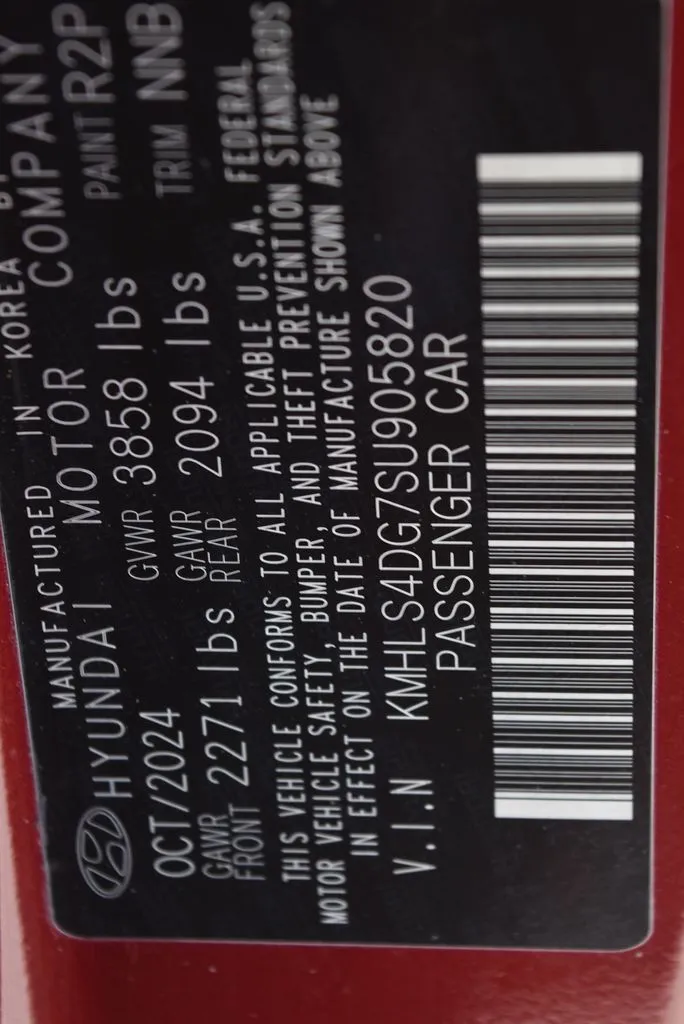 MANUFACTURED IN KOREA BY
HYUNDAI MOTOR COMPANY
OCT/2024 GVWR 3858 lbs PAINT R2P
GAWR FRONT 2271 lbs GAWR REAR 2094 lbs TRIM NNB
THIS VEHICLE CONFORMS TO ALL APPLICABLE U.S.A. FEDERAL
MOTOR VEHICLE SAFETY, BUMPER, AND THEFT PREVENTION STANDARDS
IN EFFECT ON THE DATE OF MANUFACTURE SHOWN ABOVE
V.I.N KMHLS4DG7SU905820
PASSENGER CAR